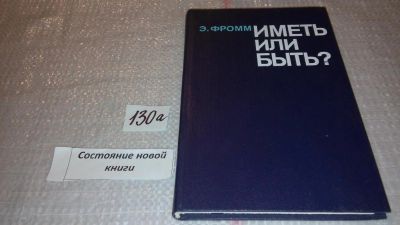 Э. ФРОММ
ИМЕТЬ
ИЛИ
БЫТЬ?
130а
Состояние новой
книги